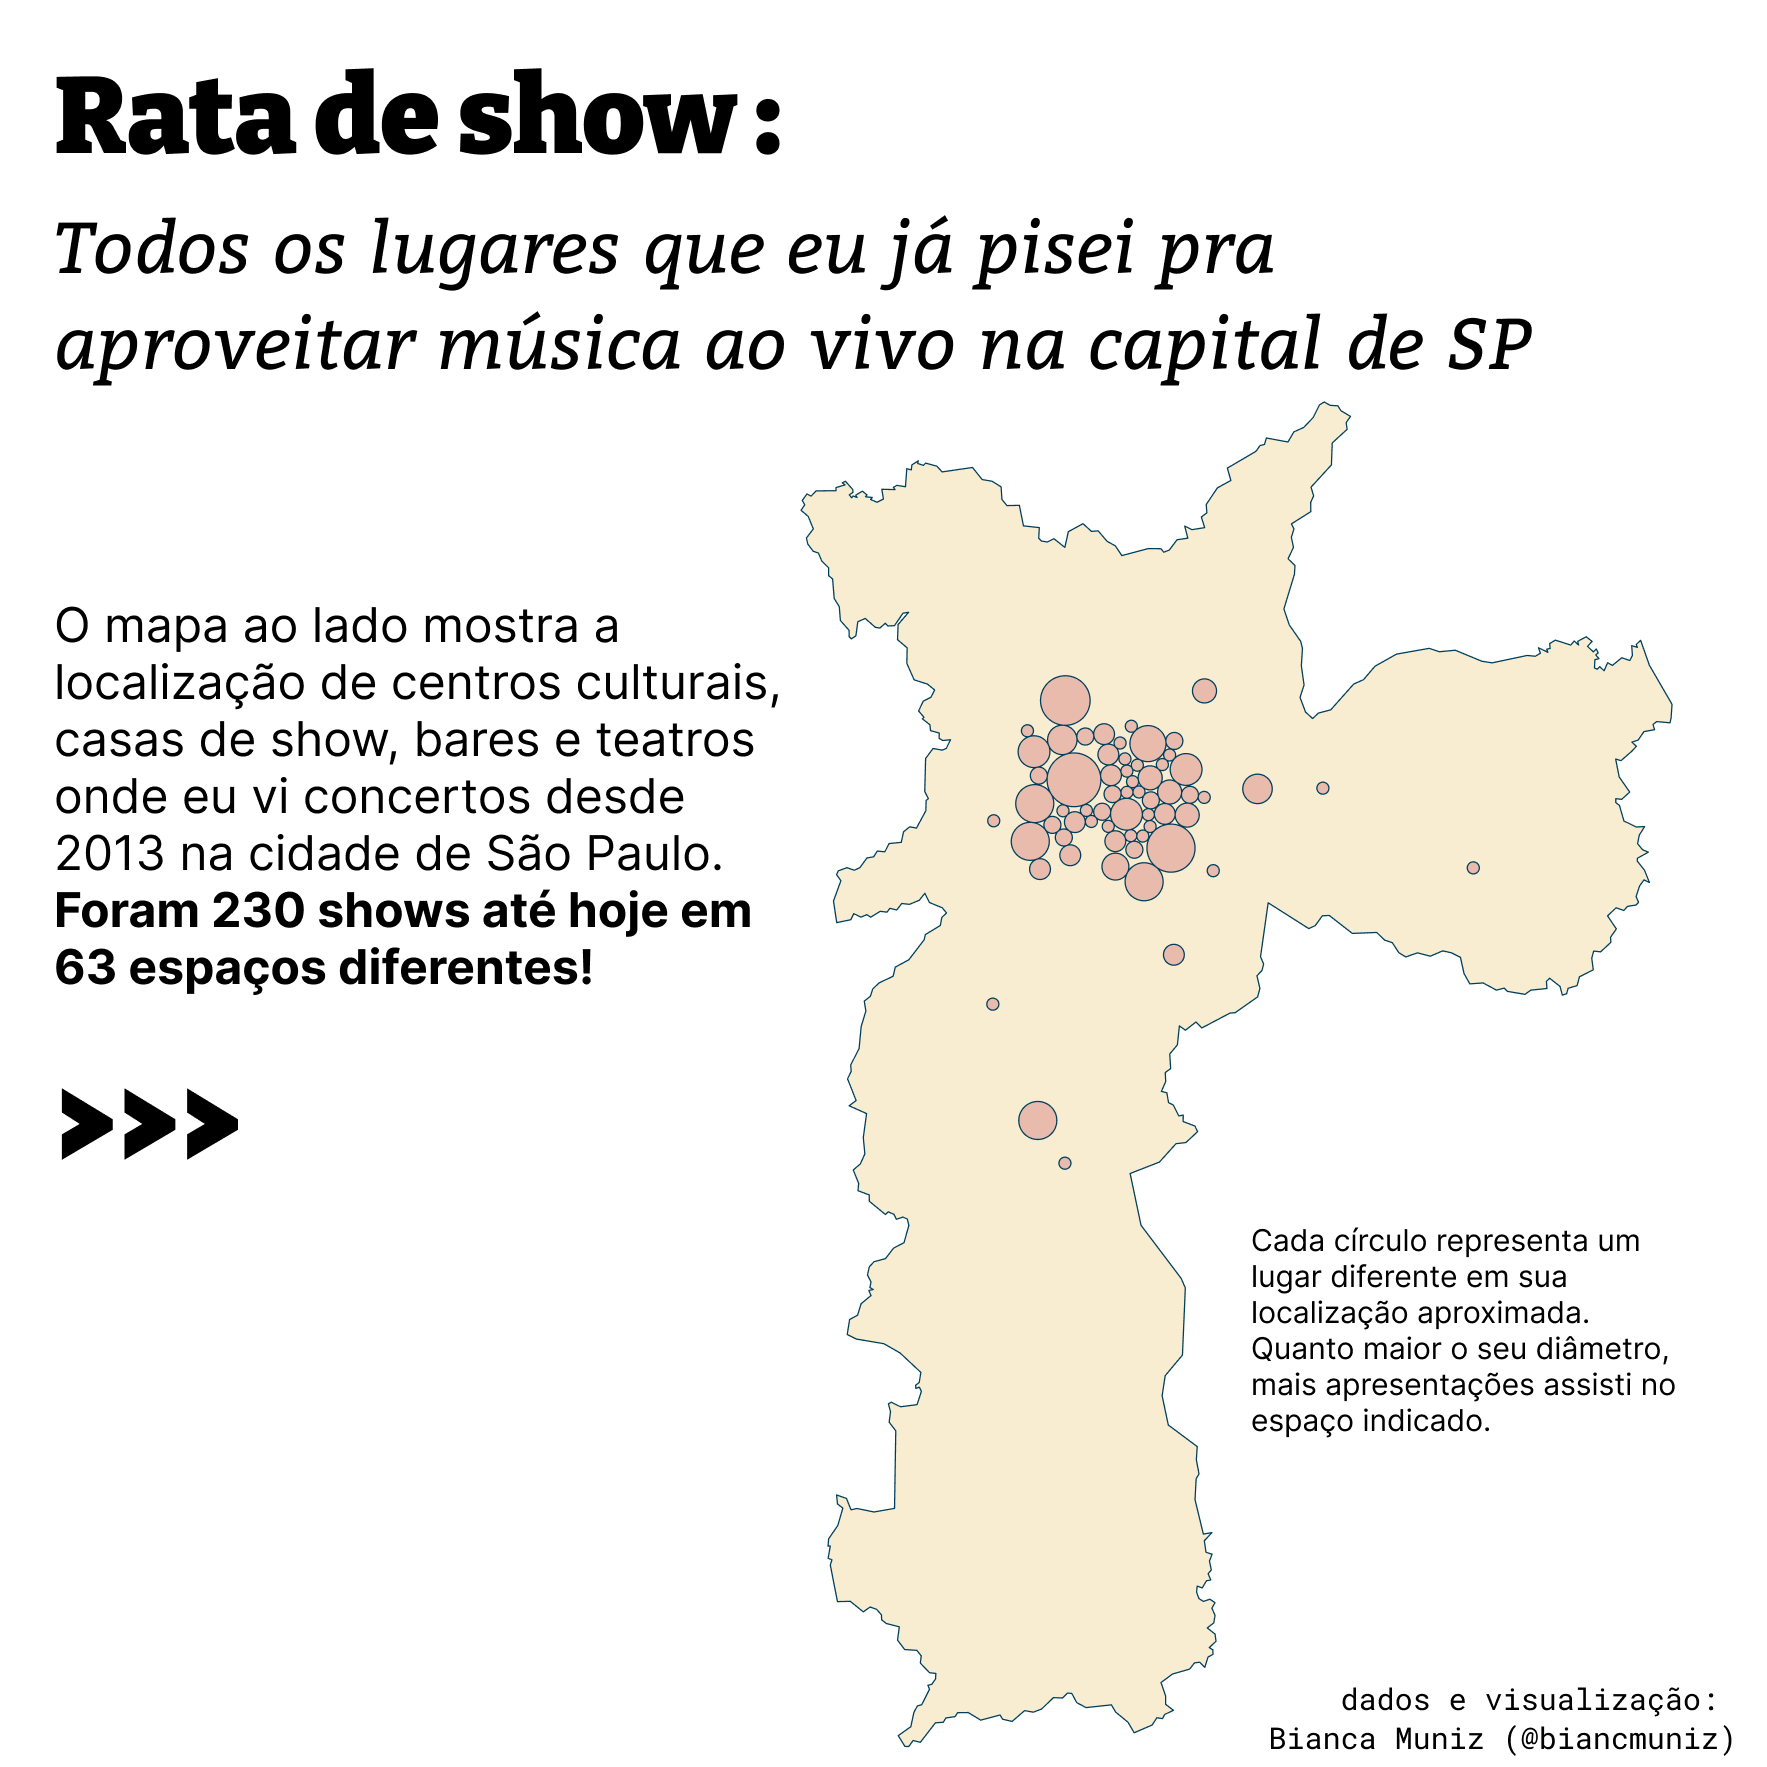 Rata de show:
Todos os lugares que eu já pisei pra
aproveitar música ao vivo na capital de SP
O mapa ao lado mostra a
localização de centros culturais,
casas de show, bares e teatros
onde eu vi concertos desde
2013 na cidade de São Paulo.
Foram 230 shows até hoje em
63 espaços diferentes!
>>>
Cada círculo representa um
lugar diferente em sua
localização aproximada.
Quanto maior o seu diâmetro,
mais apresentações assisti no
espaço indicado.
dados e visualização:
Bianca Muniz (@biancmuniz)